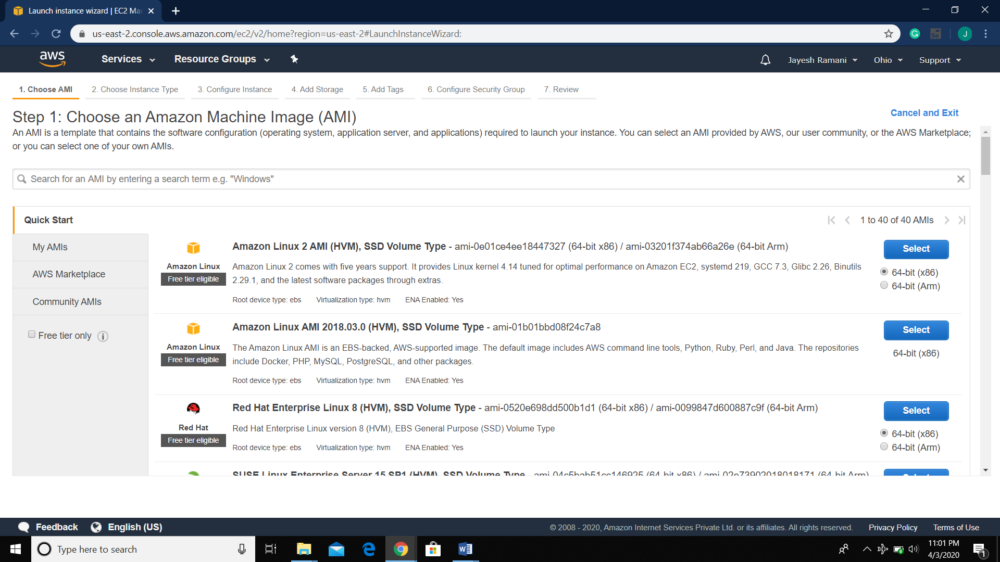 Launch instance wizard | EC2 Ma
us-east-2.console.aws.amazon.com/ec2/v2/home?region=us-east-2#LaunchInstanceWizard:
Se
J
aws
Services
Resource Groups
Jayesh Ramani
Ohio
Support
1. Choose AMI
2. Choose Instance Type
3. Configure Instance
4. Add Storage
5. Add Tags
6. Configure Security Group
7. Review
Step 1: Choose an Amazon Machine Image (AMI)
Cancel and Exit
An AMI is a template that contains the software configuration (operating system, application server, and applications) required to launch your instance. You can select an AMI provided by AWS, our user community, or the AWS Marketplace;
or you can select one of your own AMIs.
Search for an AMI by entering a search term e.g. "Windows"
Quick Start
1 to 40 of 40 AMIs
My AMIs
AWS Marketplace
Community AMIs
Free tier only
Amazon Linux
Free tier eligible
Amazon Linux 2 AMI (HVM), SSD Volume Type - ami-0e01ce4ee18447327 (64-bit x86) / ami-03201f374ab66a26e (64-bit Arm)
Amazon Linux 2 comes with five years support. It provides Linux kernel 4.14 tuned for optimal performance on Amazon EC2, systemd 219, GCC 7.3, Glibc 2.26, Binutils
2.29.1, and the latest software packages through extras.
Root device type: ebs Virtualization type: hvm ENA Enabled: Yes
Select
64-bit (x86)
64-bit (Arm)
Amazon Linux
Free tier eligible
Amazon Linux AMI 2018.03.0 (HVM), SSD Volume Type - ami-01b01bbd08f24c7a8
The Amazon Linux AMI is an EBS-backed, AWS-supported image. The default image includes AWS command line tools, Python, Ruby, Perl, and Java. The repositories
include Docker, PHP, MySQL, PostgreSQL, and other packages.
Root device type: ebs Virtualization type: hvm ENA Enabled: Yes
Select
64-bit (x86)
Red Hat
Free tier eligible
Red Hat Enterprise Linux 8 (HVM), SSD Volume Type - ami-0520e698dd500b1d1 (64-bit x86) / ami-0099847d600887c9f (64-bit Arm)
Red Hat Enterprise Linux version 8 (HVM), EBS General Purpose (SSD) Volume Type
Root device type: ebs Virtualization type: hvm ENA Enabled: Yes
Select
64-bit (x86)
64-bit (Arm)
SUSE Linux Enterprise Server 15 SP1 (HVM), SSD Volume Type - ami-04c5bab51cc146925 (64-bit x86) / ami-02e73902018018171 (64-bit Arm)
Select
Feedback
English (US)
© 2008 - 2020, Amazon Internet Services Private Ltd. or its affiliates. All rights reserved.
Privacy Policy
Terms of Use
Type here to search
11:01 PM
4/3/2020
1